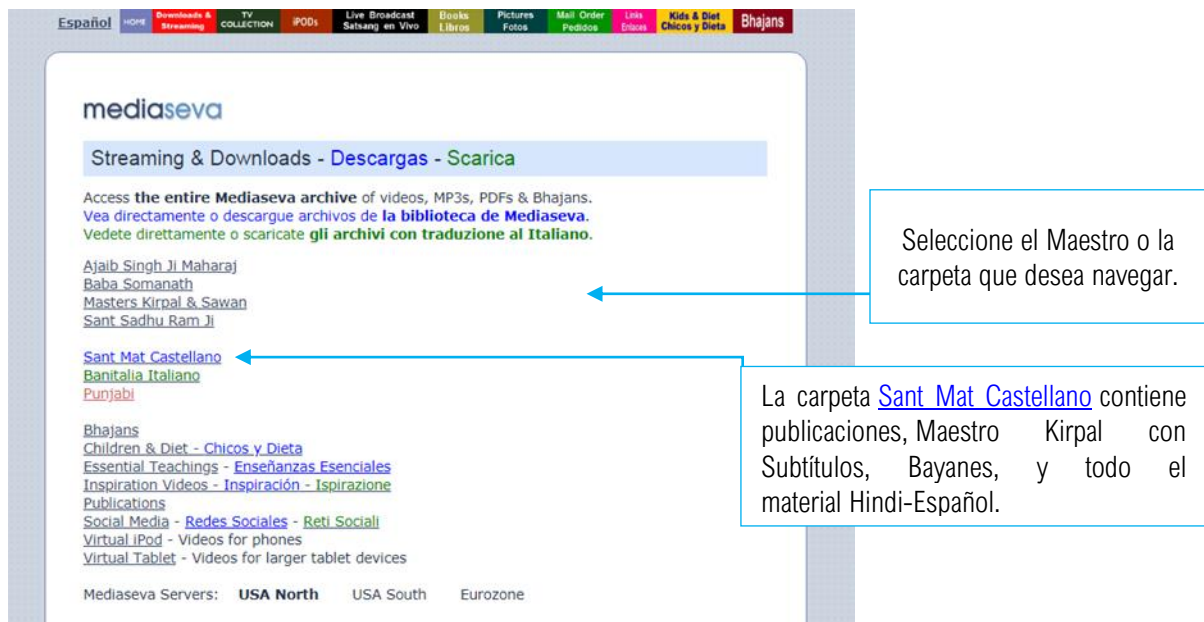 Español HOME Downloads & Streaming TV COLLECTION iPODs Live Broadcast Satsang en Vivo Books Libros Pictures Fotos Mail Order Pedidos Links Enlaces Kids & Diet Chicos y Dieta Bhajans
mediaseva
Streaming & Downloads - Descargas - Scarica
Access the entire Mediaseva archive of videos, MP3s, PDFs & Bhajans.
Vea directamente o descargue archivos de la biblioteca de Mediaseva.
Vedete direttamente o scaricate gli archivi con traduzione al Italiano.
Ajaib Singh Ji Maharaj
Baba Somanath
Masters Kirpal & Sawan
Sant Sadhu Ram Ji
Sant Mat Castellano
Banitalia Italiano
Punjabi
Bhajans
Children & Diet - Chicos y Dieta
Essential Teachings - Enseñanzas Esenciales
Inspiration Videos - Inspiración - Ispirazione
Publications
Social Media - Redes Sociales - Reti Sociali
Virtual iPod - Videos for phones
Virtual Tablet - Videos for larger tablet devices
Mediaseva Servers: USA North USA South Eurozone
Seleccione el Maestro o la
carpeta que desea navegar.
La carpeta Sant Mat Castellano contiene
publicaciones, Maestro Kirpal con
Subtítulos, Bayanes, y todo el
material Hindi-Español.